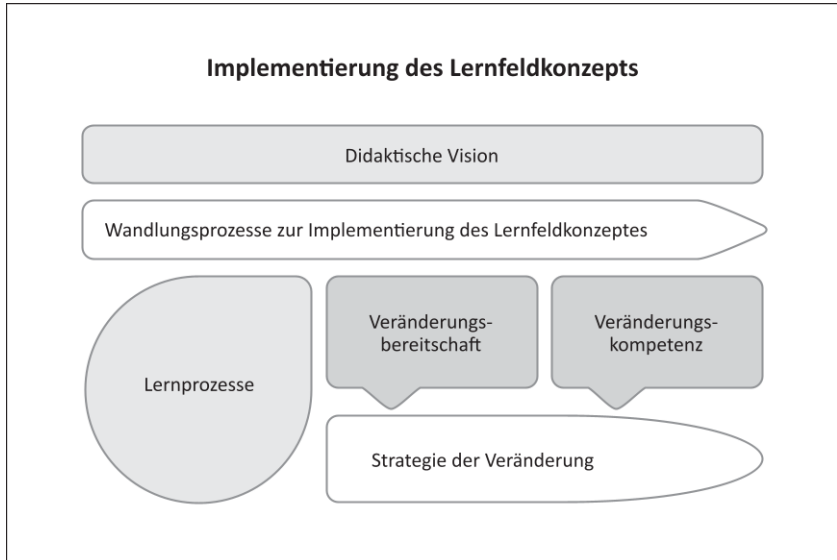 Implementierung des Lernfeldkonzepts
Didaktische Vision
Wandlungsprozesse zur Implementierung des Lernfeldkonzeptes
Lernprozesse
Veränderungs-
bereitschaft
Veränderungs-
kompetenz
Strategie der Veränderung